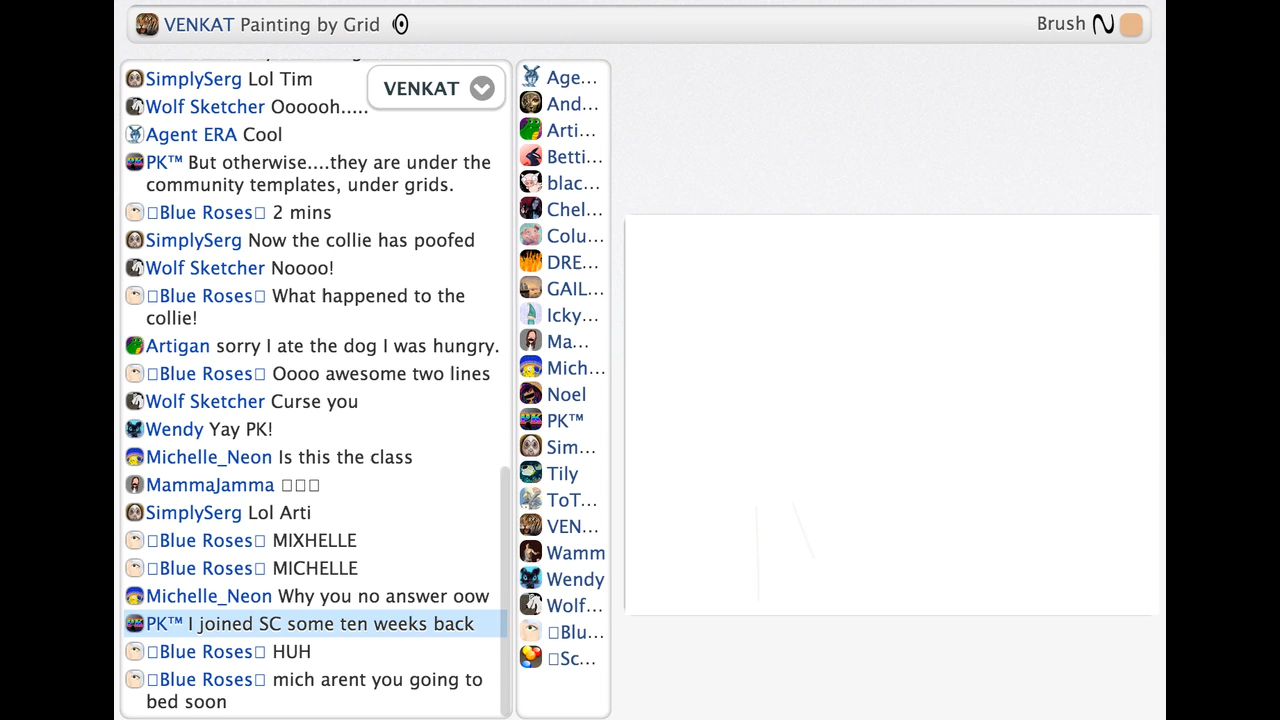 VENKAT Painting by Grid
Brush
SimplySerg Lol Tim
VENKAT
Wolf Sketcher Oooooh.....
Agent ERA Cool
PK™ But otherwise....they are under the
community templates, under grids.
Blue Roses 2 mins
SimplySerg Now the collie has poofed
Wolf Sketcher Noooo!
Blue Roses What happened to the
collie!
Artigan sorry I ate the dog I was hungry.
Blue Roses Oooo awesome two lines
Wolf Sketcher Curse you
Wendy Yay PK!
Michelle_Neon Is this the class
MammaJamma
SimplySerg Lol Arti
Blue Roses MIXHELLE
Blue Roses MICHELLE
Michelle_Neon Why you no answer oow
PK™ I joined SC some ten weeks back
Blue Roses HUH
Blue Roses mich arent you going to
bed soon
Age...
And...
Arti...
Betti...
blac...
Chel...
Colu...
DRE...
GAIL...
Icky...
Ma...
Mich...
Noel
PK™
Sim...
Tily
ToT...
VEN...
Wamm
Wendy
Wolf...
Blu...
Sc...